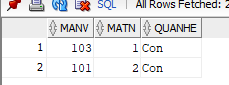 SQL | All Rows Fetched: 2
MANV MATN QUANHE
1 103 1 Con
2 101 2 Con